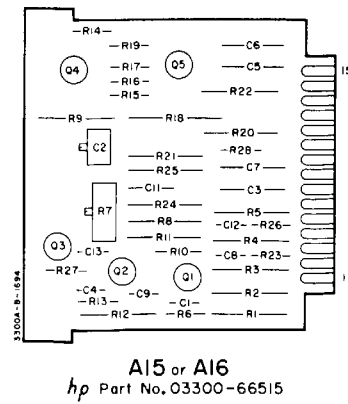 R14
R19 C6
Q4 R17 Q5 C5
R16
R15 R22
R9 R18
R20
C2 R28
R21
R25 C7
C11 C3
R24
R7 R8 R5
C12 R26
R11 R4
Q3 C13 R10 C8 R23
R27 Q2 Q1 R3
C4 C9 R2
R13 C1
R12 R6 R1
3300A-B-1694
A15 or A16
hp Part No. 03300-66515